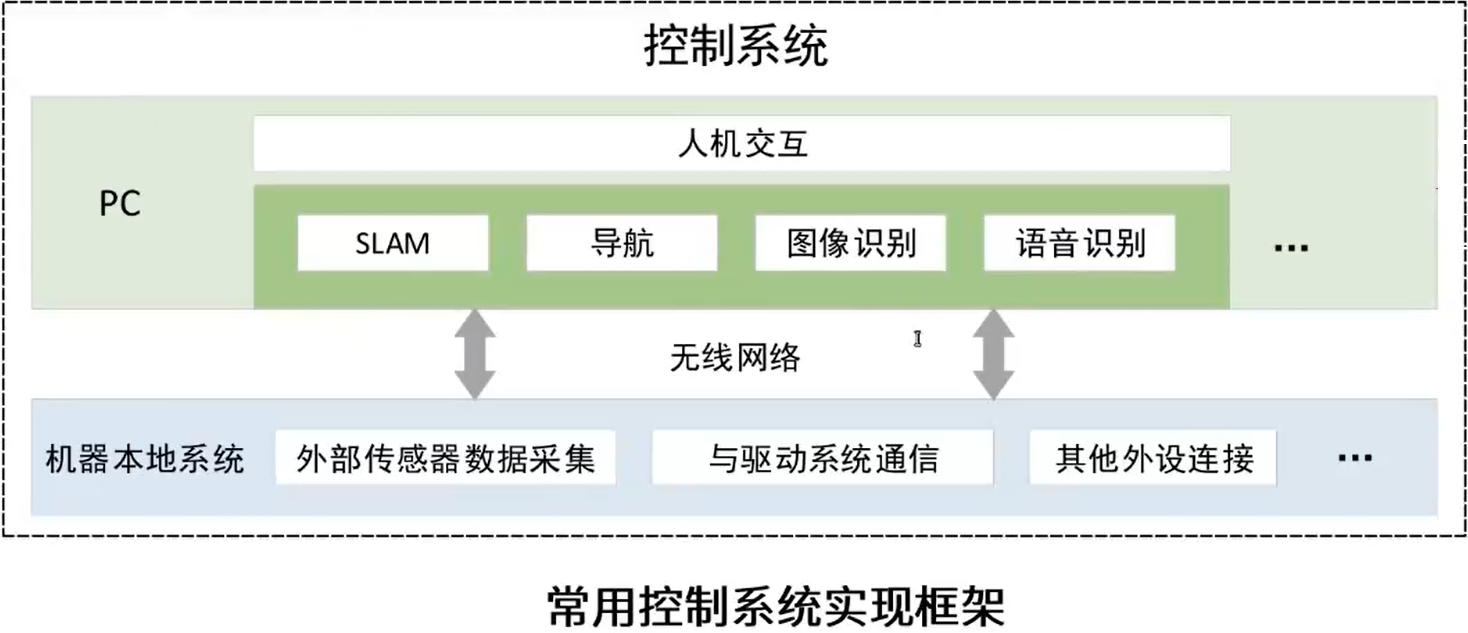 控制系统
人机交互
PC
SLAM 导航 图像识别 语音识别 ...
无线网络
机器本地系统 外部传感器数据采集 与驱动系统通信 其他外设连接 ...
常用控制系统实现框架